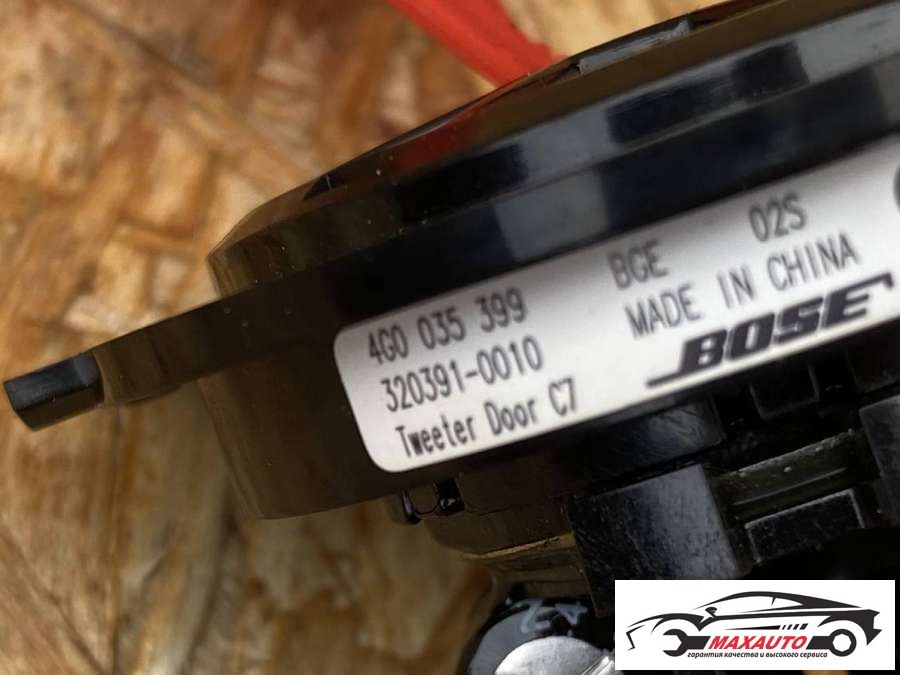 4G0 035 399 BGE 02S
320391-0010 MADE IN CHINA
Tweeter Door C7 BOSE
MAXAUTO
гарантия качества и высокого сервиса